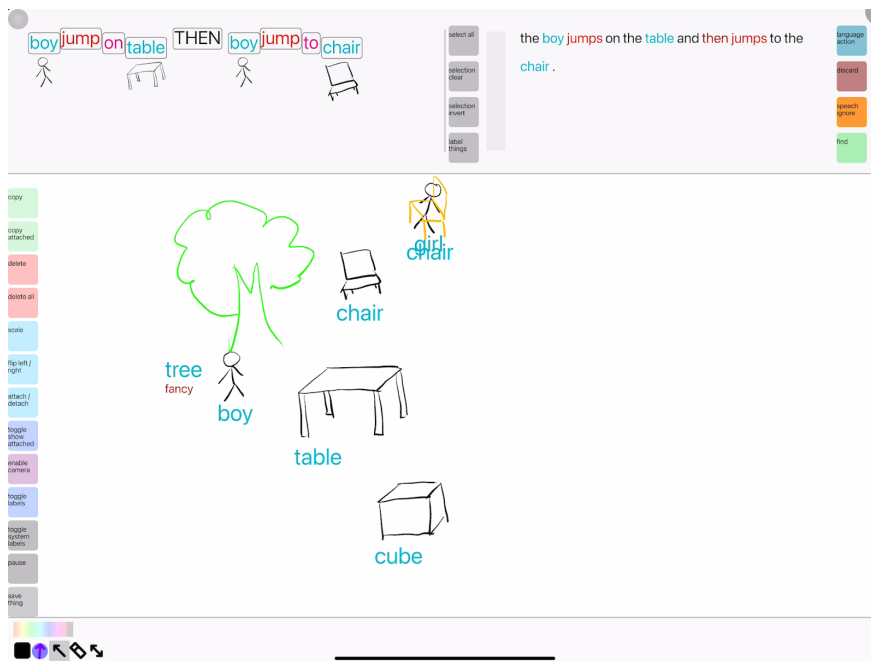 boy jump on table THEN boy jump to chair
select all
selection clear
selection invert
label things
the boy jumps on the table and then jumps to the
chair .
language action
discard
speech ignore
find
copy
copy attached
delete
delete all
scale
flip left / right
attach / detach
toggle show attached
enable camera
toggle labels
toggle system labels
pause
save thing
girl
chair
chair
tree
fancy
boy
table
cube